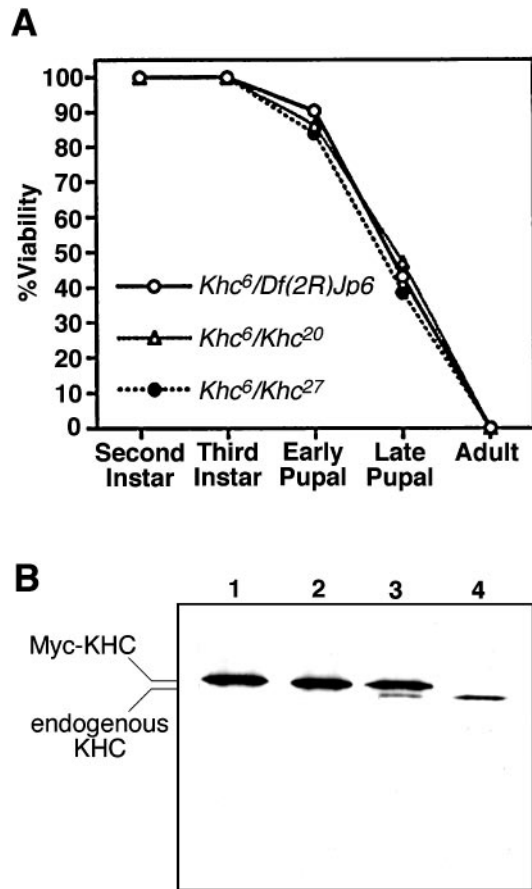 A
100
90
80
70
60
50
40
30
20
10
0
%Viability
Khc⁶/Df(2R)Jp6
Khc⁶/Khc²⁰
Khc⁶/Khc²⁷
Second Instar
Third Instar
Early Pupal
Late Pupal
Adult
B
1 2 3 4
Myc-KHC
endogenous
KHC